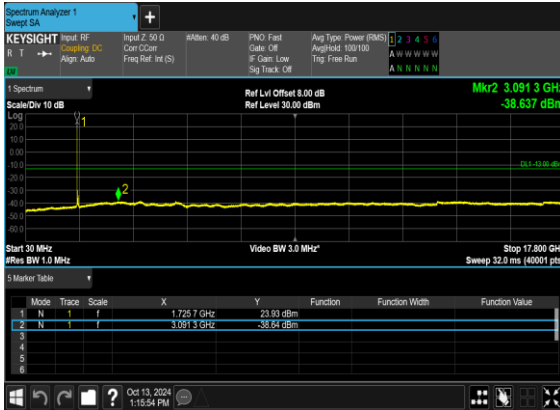 Spectrum Analyzer 1
Swept SA
+
KEYSIGHT Input: RF Input Z: 50 Ω #Atten: 40 dB PNO: Fast Avg Type: Power (RMS) 1 2 3 4 5 6
R T Coupling: DC Corr CCorr Gate: Off Avg|Hold: 100/100 A W W W W W
Align: Auto Freq Ref: Int (S) IF Gain: Low Trig: Free Run
Sig Track: Off A N N N N N
1 Spectrum
Ref Lvl Offset 8.00 dB Mkr2 3.091 3 GHz
Scale/Div 10 dB Ref Level 30.00 dBm -38.637 dBm
Log
20.0
10.0
0.00
-10.0
-20.0
-30.0
-40.0
-50.0
-60.0
1
2
DL1 -13.00 dB
Start 30 MHz Video BW 3.0 MHz* Stop 17.800 GHz
#Res BW 1.0 MHz Sweep 32.0 ms (40001 pts
5 Marker Table
Mode Trace Scale X Y Function Function Width Function Value
1 N 1 f 1.725 7 GHz 23.93 dBm
2 N 1 f 3.091 3 GHz -38.64 dBm
3
4
5
6
? Oct 13, 2024
1:15:54 PM